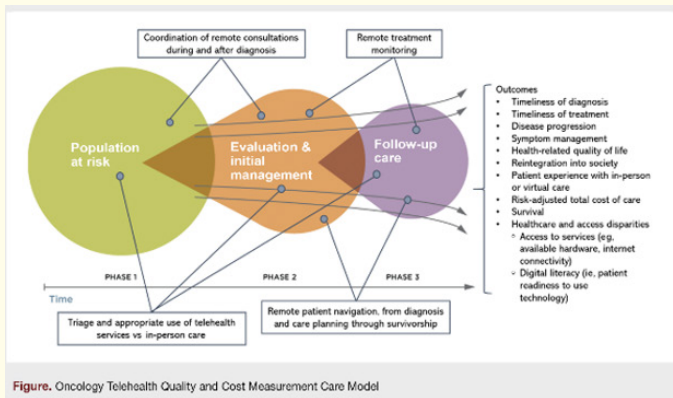 Coordination of remote consultations
during and after diagnosis
Remote treatment
monitoring
Population
at risk
Evaluation &
initial
management
Follow-up
care
Outcomes
• Timeliness of diagnosis
• Timeliness of treatment
• Disease progression
• Symptom management
• Health-related quality of life
• Reintegration into society
• Patient experience with in-person
or virtual care
• Risk-adjusted total cost of care
• Survival
• Healthcare and access disparities
○ Access to services (eg,
available hardware, internet
connectivity)
○ Digital literacy (ie, patient
readiness to use
technology)
PHASE 1
PHASE 2
PHASE 3
Time
Triage and appropriate use of telehealth
services vs in-person care
Remote patient navigation, from diagnosis
and care planning through survivorship
Figure. Oncology Telehealth Quality and Cost Measurement Care Model